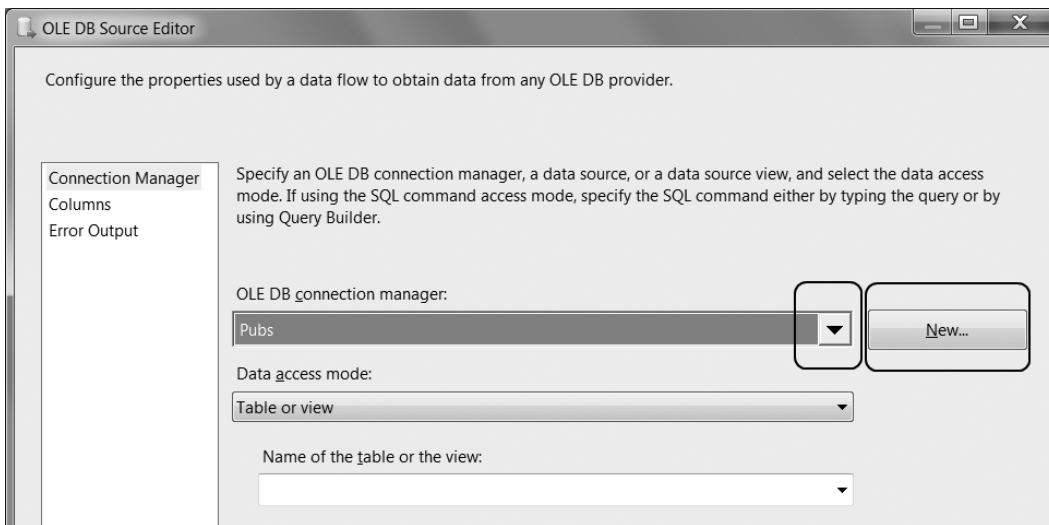 OLE DB Source Editor
Configure the properties used by a data flow to obtain data from any OLE DB provider.
Connection Manager
Columns
Error Output
Specify an OLE DB connection manager, a data source, or a data source view, and select the data access
mode. If using the SQL command access mode, specify the SQL command either by typing the query or by
using Query Builder.
OLE DB connection manager:
Pubs
New...
Data access mode:
Table or view
Name of the table or the view: